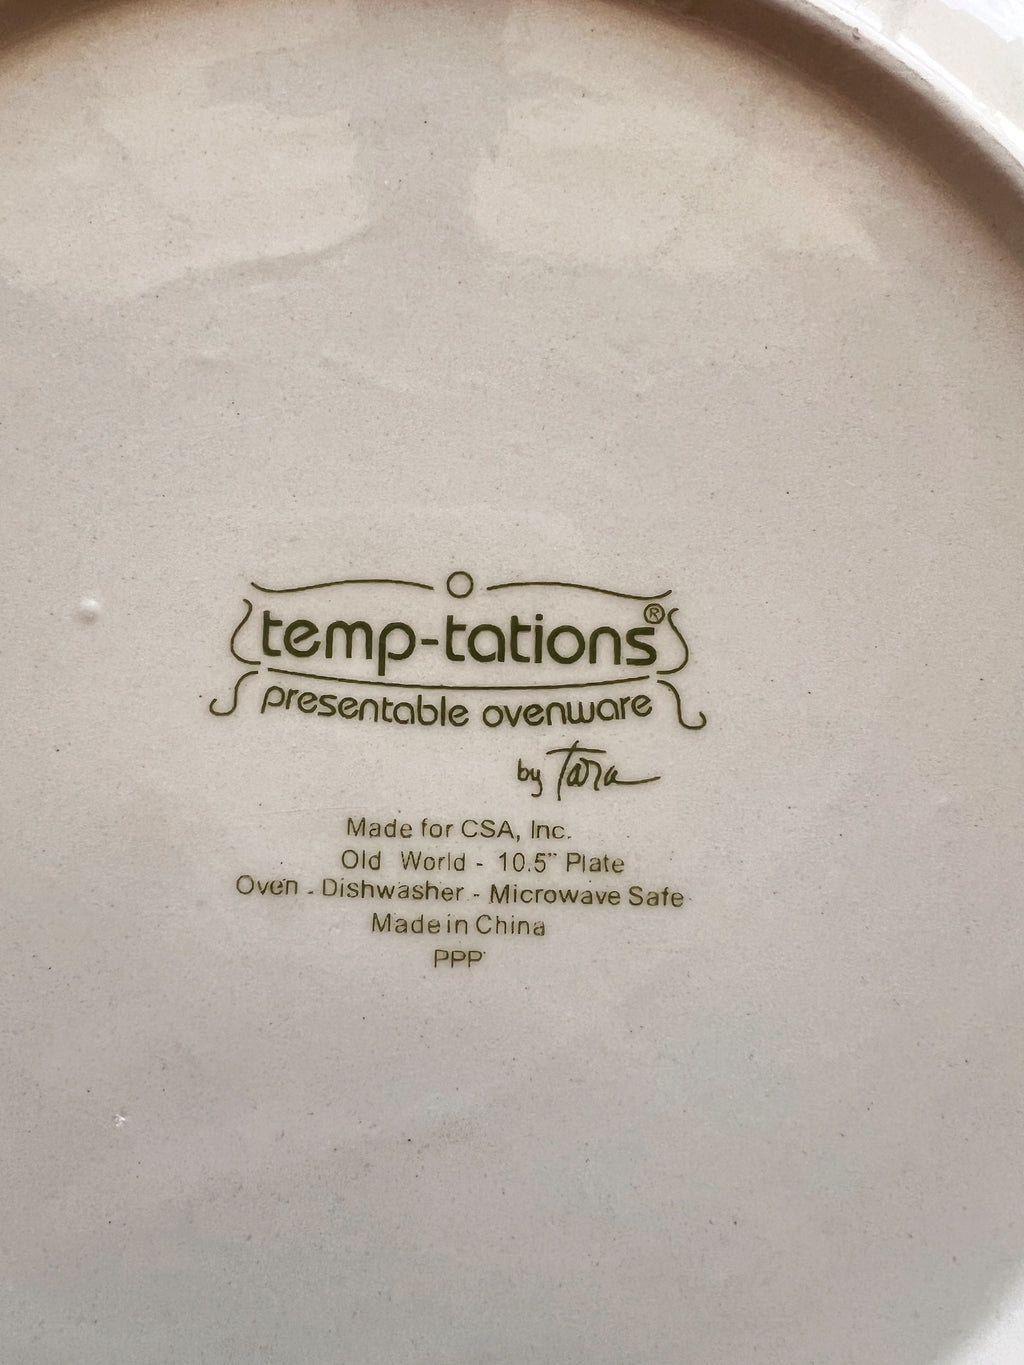 temp-tations®
presentable ovenware
by Tara
Made for CSA, Inc.
Old World - 10.5" Plate
Oven - Dishwasher - Microwave Safe
Made in China
PPP